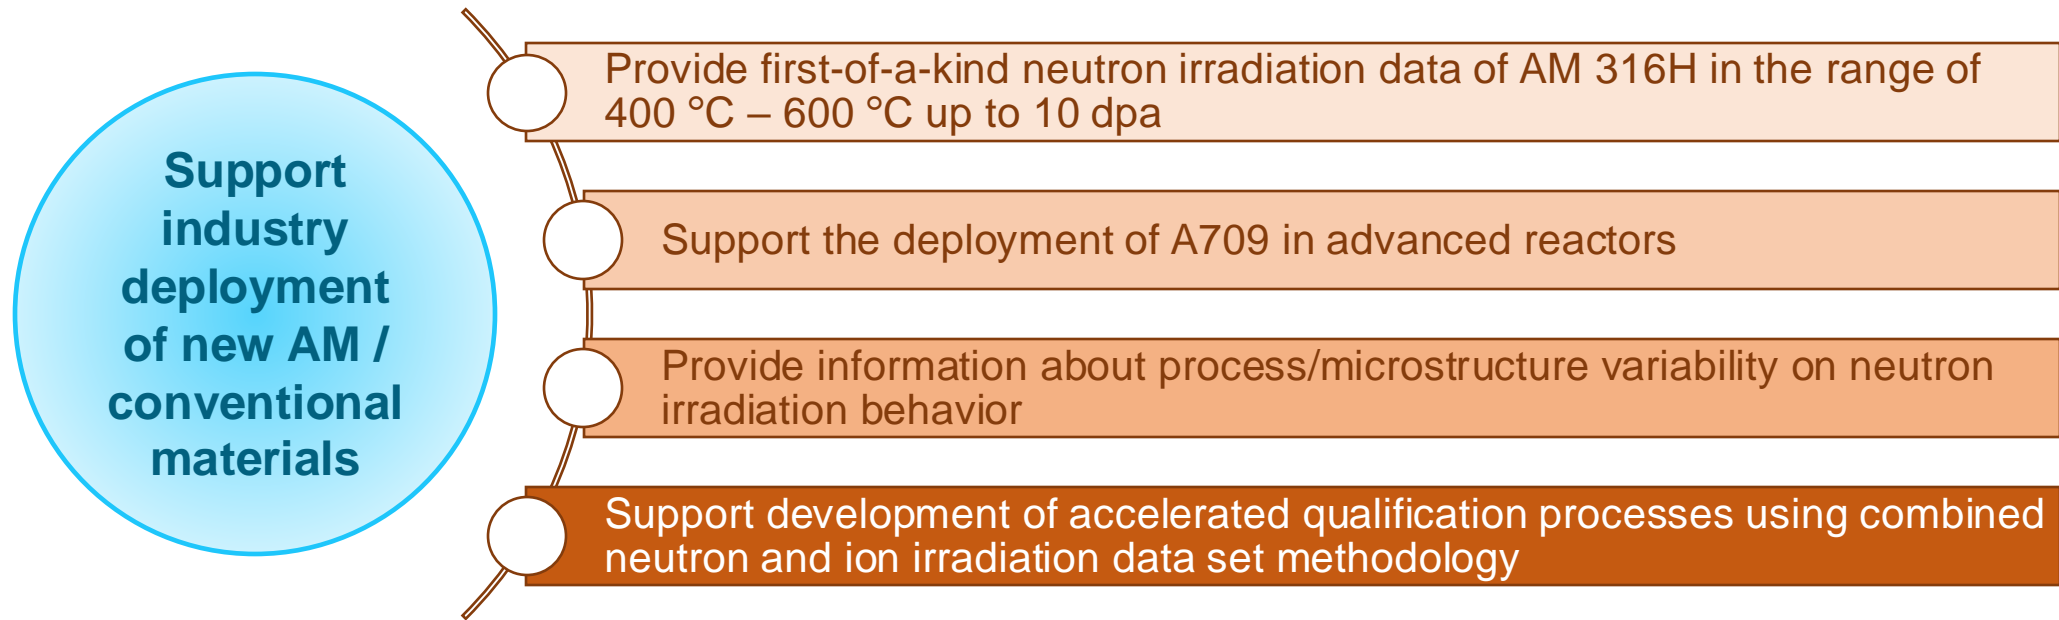 Support
industry
deployment
of new AM /
conventional
materials
Provide first-of-a-kind neutron irradiation data of AM 316H in the range of
400 °C – 600 °C up to 10 dpa
Support the deployment of A709 in advanced reactors
Provide information about process/microstructure variability on neutron
irradiation behavior
Support development of accelerated qualification processes using combined
neutron and ion irradiation data set methodology